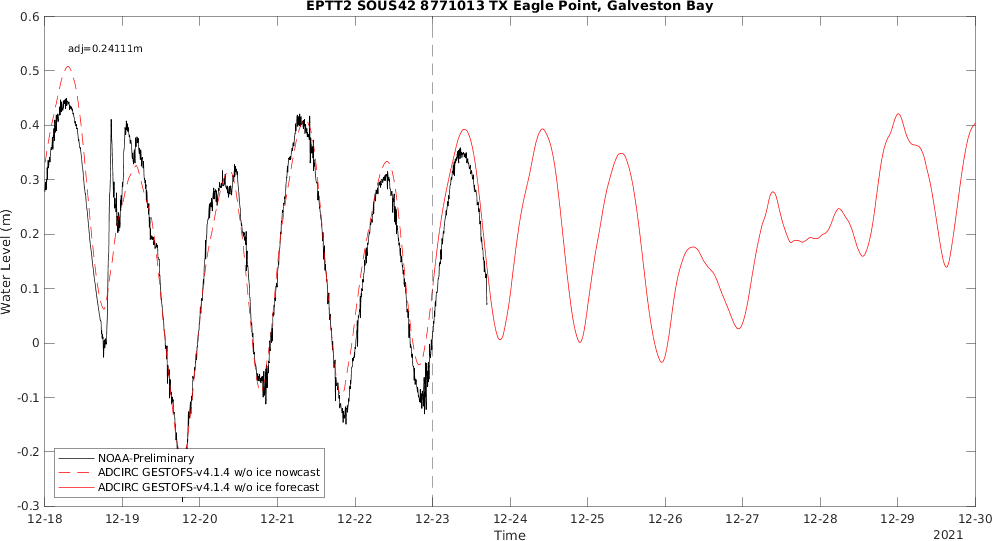 EPTT2 SOUS42 8771013 TX Eagle Point, Galveston Bay
adj=0.24111m
0.6
0.5
0.4
0.3
0.2
0.1
0
-0.1
-0.2
-0.3
Water Level (m)
NOAA-Preliminary
ADCIRC GESTOFS-v4.1.4 w/o ice nowcast
ADCIRC GESTOFS-v4.1.4 w/o ice forecast
12-18 12-19 12-20 12-21 12-22 12-23 12-24 12-25 12-26 12-27 12-28 12-29 12-30
Time
2021